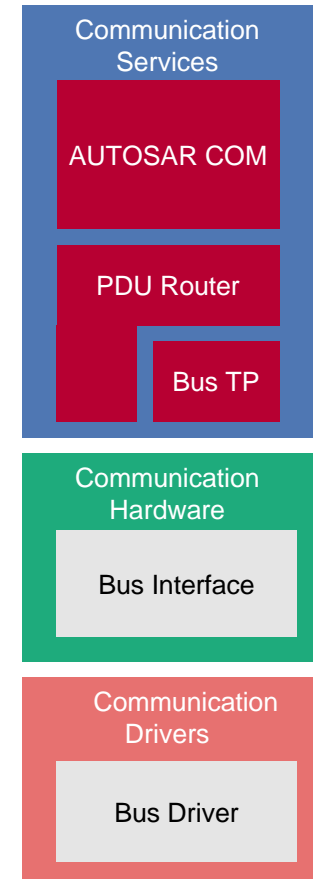 Communication
Services
AUTOSAR COM
PDU Router
Bus TP
Communication
Hardware
Bus Interface
Communication
Drivers
Bus Driver